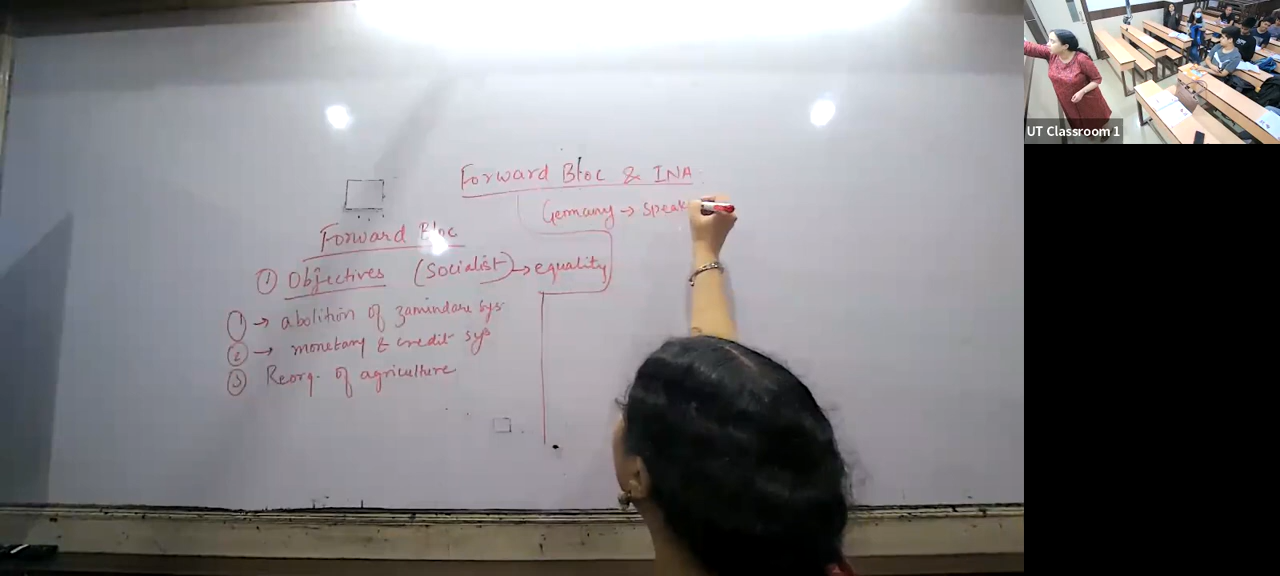 Forward Bloc & INA
Germany → Speak
Forward Bloc
① Objectives (Socialist) → equality
① → abolition of zamindari sys
② → monetary & credit sys
③ Reorg. of agriculture
UT Classroom 1